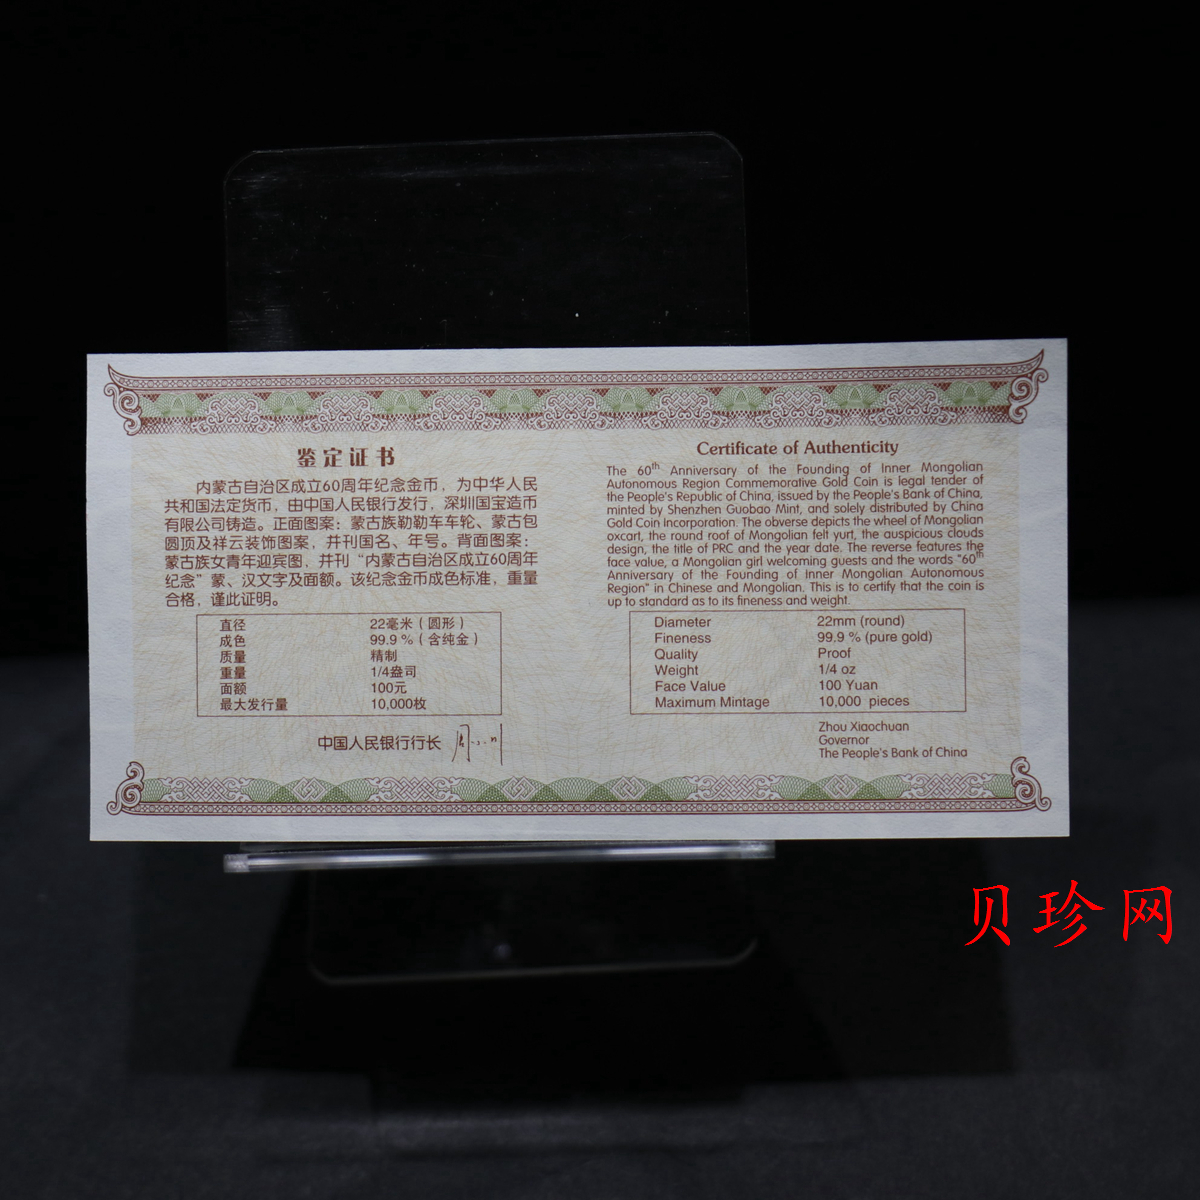 鉴定证书
内蒙古自治区成立60周年纪念金币，为中华人民
共和国法定货币，由中国人民银行发行，深圳国宝造币
有限公司铸造。正面图案：蒙古族勒勒车车轮、蒙古包
圆顶及祥云装饰图案，并刊国名、年号。背面图案：
蒙古族女青年迎宾图，并刊“内蒙古自治区成立60周年
纪念”蒙、汉文字及面额。该纪念金币成色标准，重量
合格，谨此证明。
直径 22毫米（圆形）
成色 99.9％（含纯金）
质量 精制
重量 1/4盎司
面额 100元
最大发行量 10,000枚
中国人民银行行长
Certificate of Authenticity
The 60th Anniversary of the Founding of Inner Mongolian
Autonomous Region Commemorative Gold Coin is legal tender of
the People's Republic of China, issued by the People's Bank of China,
minted by Shenzhen Guobao Mint, and solely distributed by China
Gold Coin Incorporation. The obverse depicts the wheel of Mongolian
oxcart, the round roof of Mongolian felt yurt, the auspicious clouds
design, the title of PRC and the year date. The reverse features the
face value, a Mongolian girl welcoming guests and the words "60th
Anniversary of the Founding of Inner Mongolian Autonomous
Region" in Chinese and Mongolian. This is to certify that the coin is
up to standard as to its fineness and weight.
Diameter 22mm (round)
Fineness 99.9 % (pure gold)
Quality Proof
Weight 1/4 oz
Face Value 100 Yuan
Maximum Mintage 10,000 pieces
Zhou Xiaochuan
Governor
The People's Bank of China
贝珍网